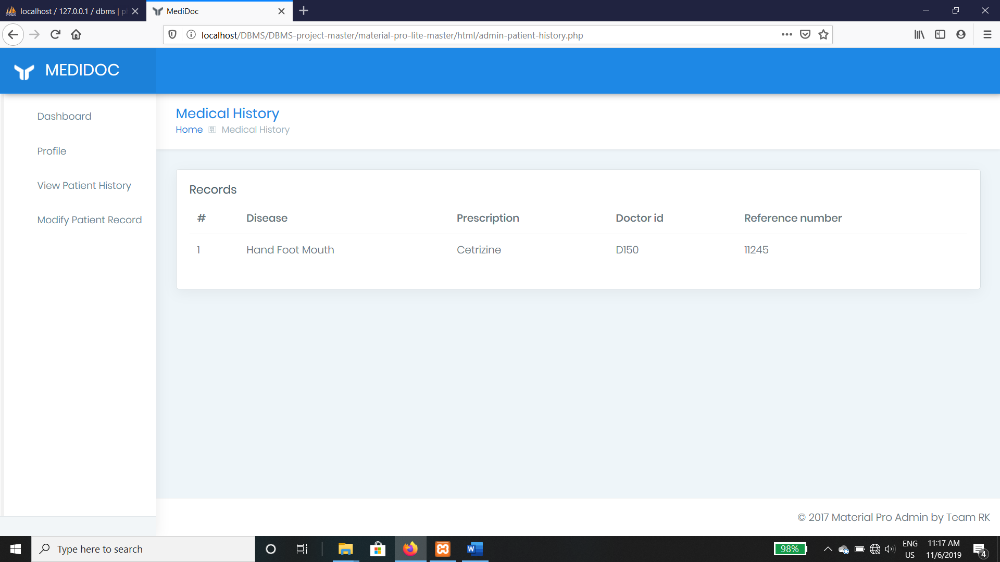 localhost / 127.0.0.1 / dbms |
MediDoc
localhost/DBMS/DBMS-project-master/material-pro-lite-master/html/admin-patient-history.php
MEDIDOC
Dashboard
Profile
View Patient History
Modify Patient Record
Medical History
Home Medical History
Records
# Disease Prescription Doctor id Reference number
1 Hand Foot Mouth Cetrizine D150 11245
© 2017 Material Pro Admin by Team RK
Type here to search
98%
ENG
US
11:17 AM
11/6/2019
4